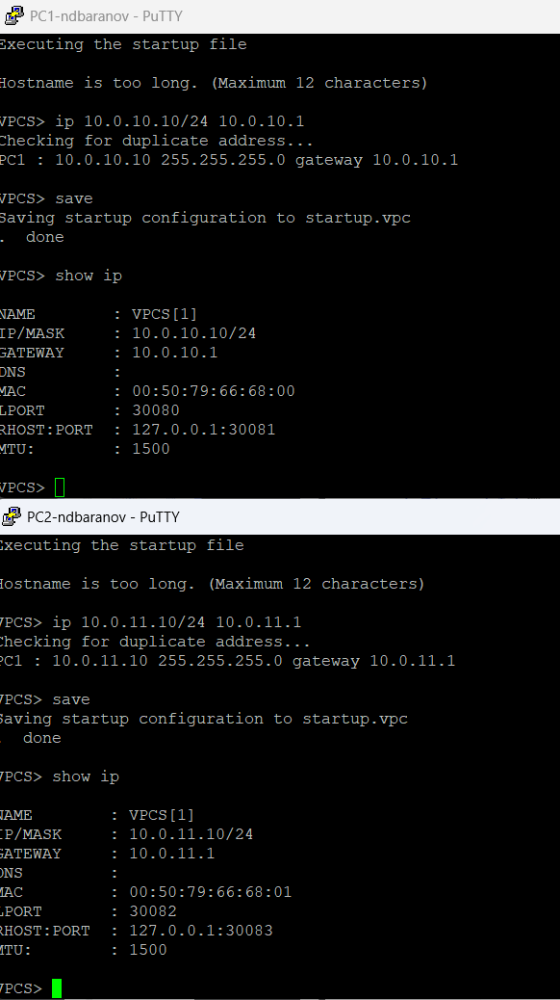 PC1-ndbaranov - PuTTY
Executing the startup file
Hostname is too long. (Maximum 12 characters)
VPCS> ip 10.0.10.10/24 10.0.10.1
Checking for duplicate address...
PC1 : 10.0.10.10 255.255.255.0 gateway 10.0.10.1
VPCS> save
Saving startup configuration to startup.vpc
.  done
VPCS> show ip
NAME        : VPCS[1]
IP/MASK     : 10.0.10.10/24
GATEWAY     : 10.0.10.1
DNS         :
MAC         : 00:50:79:66:68:00
LPORT       : 30080
RHOST:PORT  : 127.0.0.1:30081
MTU:        : 1500
VPCS>
PC2-ndbaranov - PuTTY
Executing the startup file
Hostname is too long. (Maximum 12 characters)
VPCS> ip 10.0.11.10/24 10.0.11.1
Checking for duplicate address...
PC1 : 10.0.11.10 255.255.255.0 gateway 10.0.11.1
VPCS> save
Saving startup configuration to startup.vpc
.  done
VPCS> show ip
NAME        : VPCS[1]
IP/MASK     : 10.0.11.10/24
GATEWAY     : 10.0.11.1
DNS         :
MAC         : 00:50:79:66:68:01
LPORT       : 30082
RHOST:PORT  : 127.0.0.1:30083
MTU:        : 1500
VPCS>